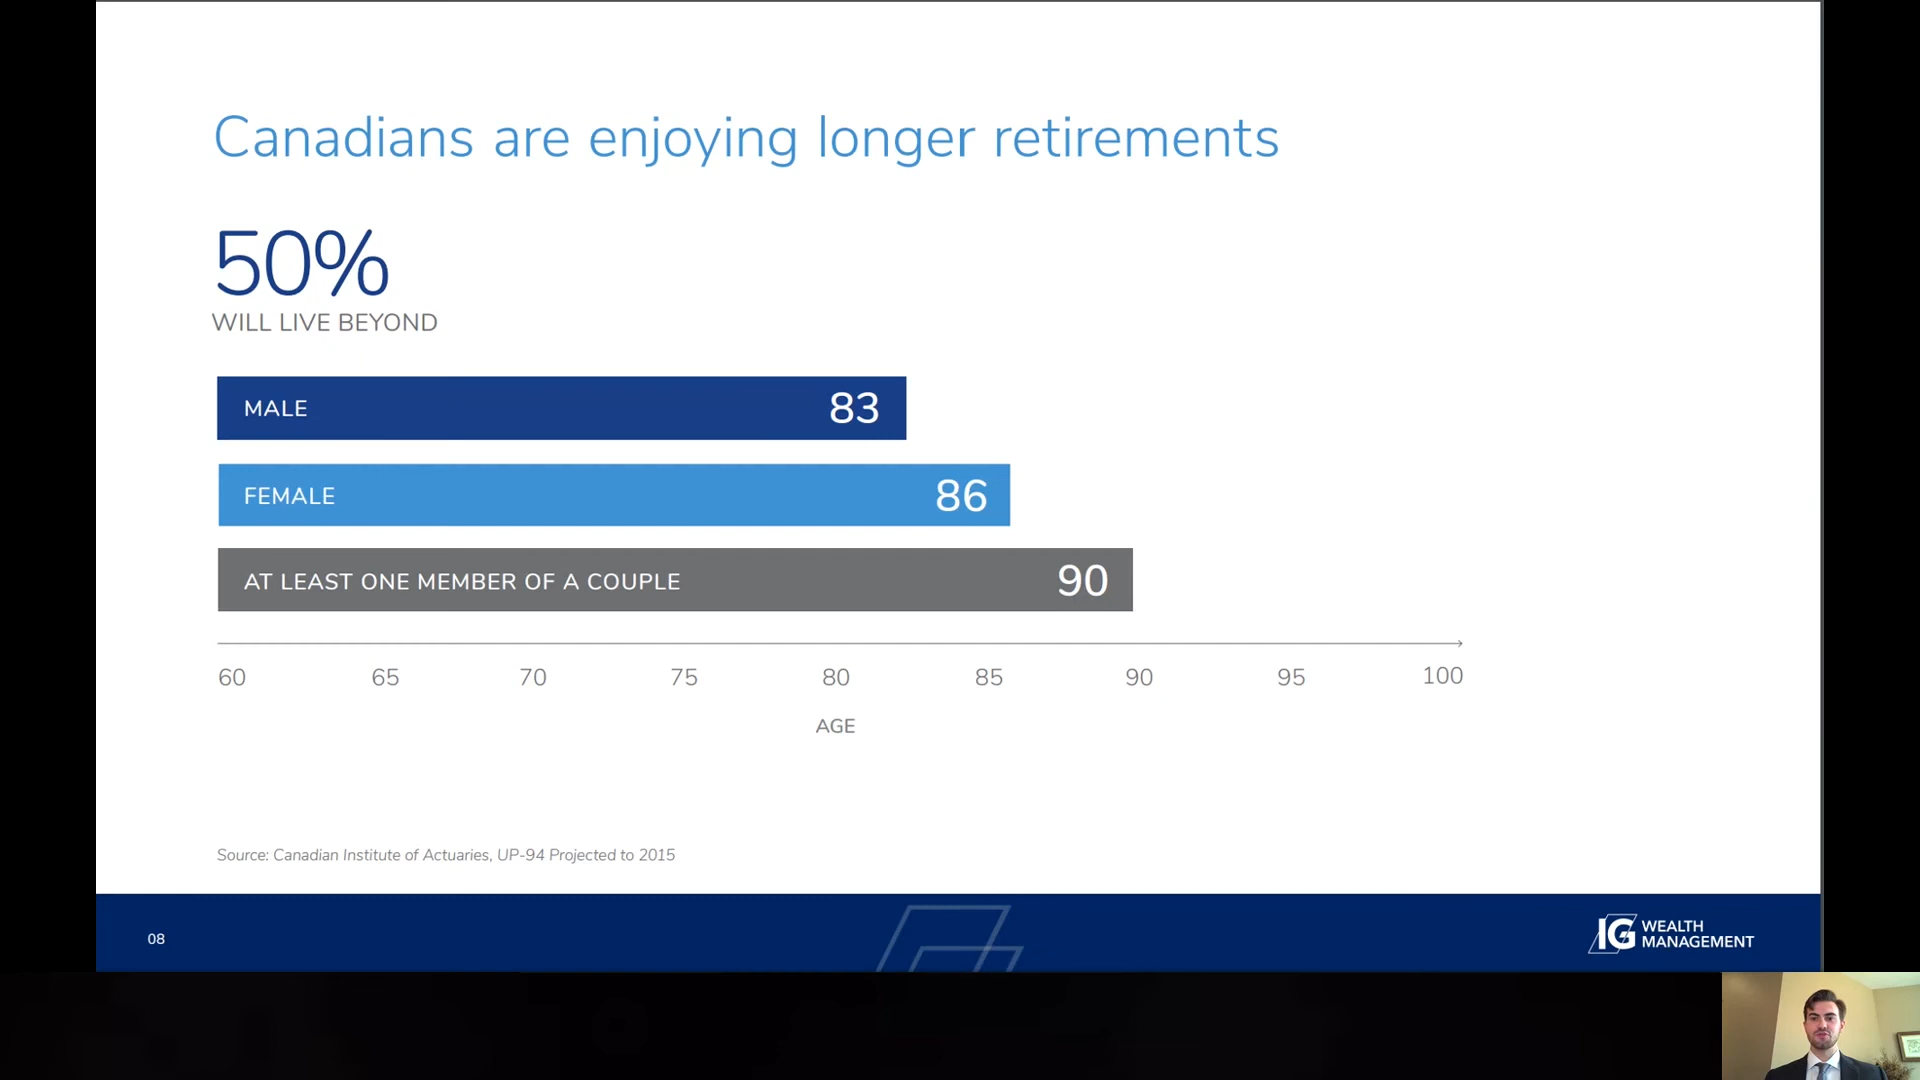 Canadians are enjoying longer retirements
50%
WILL LIVE BEYOND
MALE 83
FEMALE 86
AT LEAST ONE MEMBER OF A COUPLE 90
60 65 70 75 80 85 90 95 100
AGE
Source: Canadian Institute of Actuaries, UP-94 Projected to 2015
08
IG WEALTH
MANAGEMENT